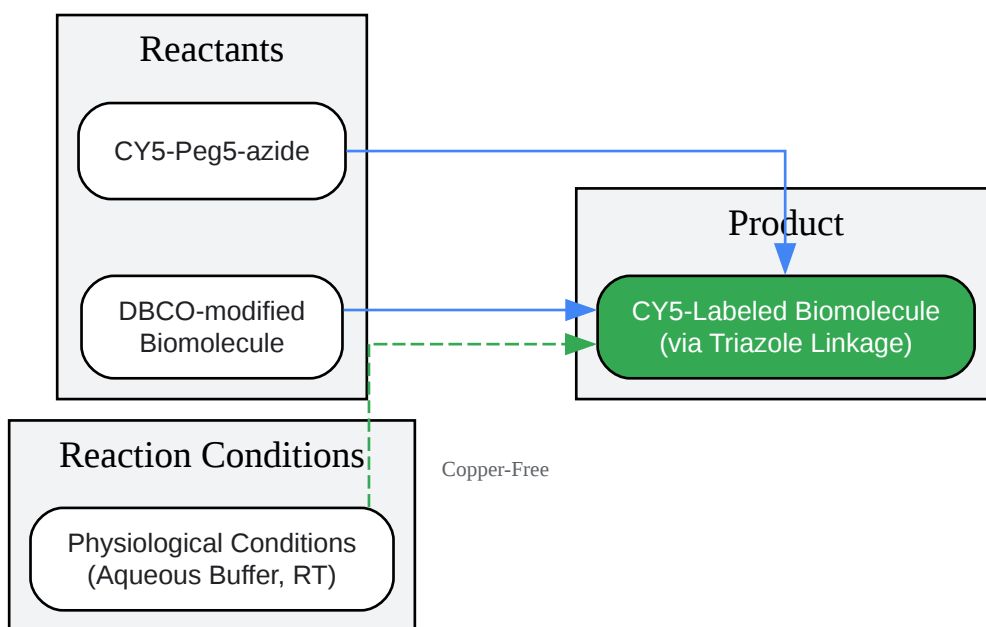 Reactants
CY5-Peg5-azide
DBCO-modified
Biomolecule
Product
CY5-Labeled Biomolecule
(via Triazole Linkage)
Reaction Conditions
Copper-Free
Physiological Conditions
(Aqueous Buffer, RT)